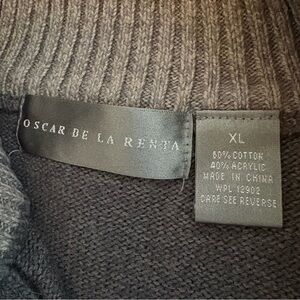 OSCAR DE LA RENTA
XL
60% COTTON
40% ACRYLIC
MADE IN CHINA
WPL 12902
CARE SEE REVERSE